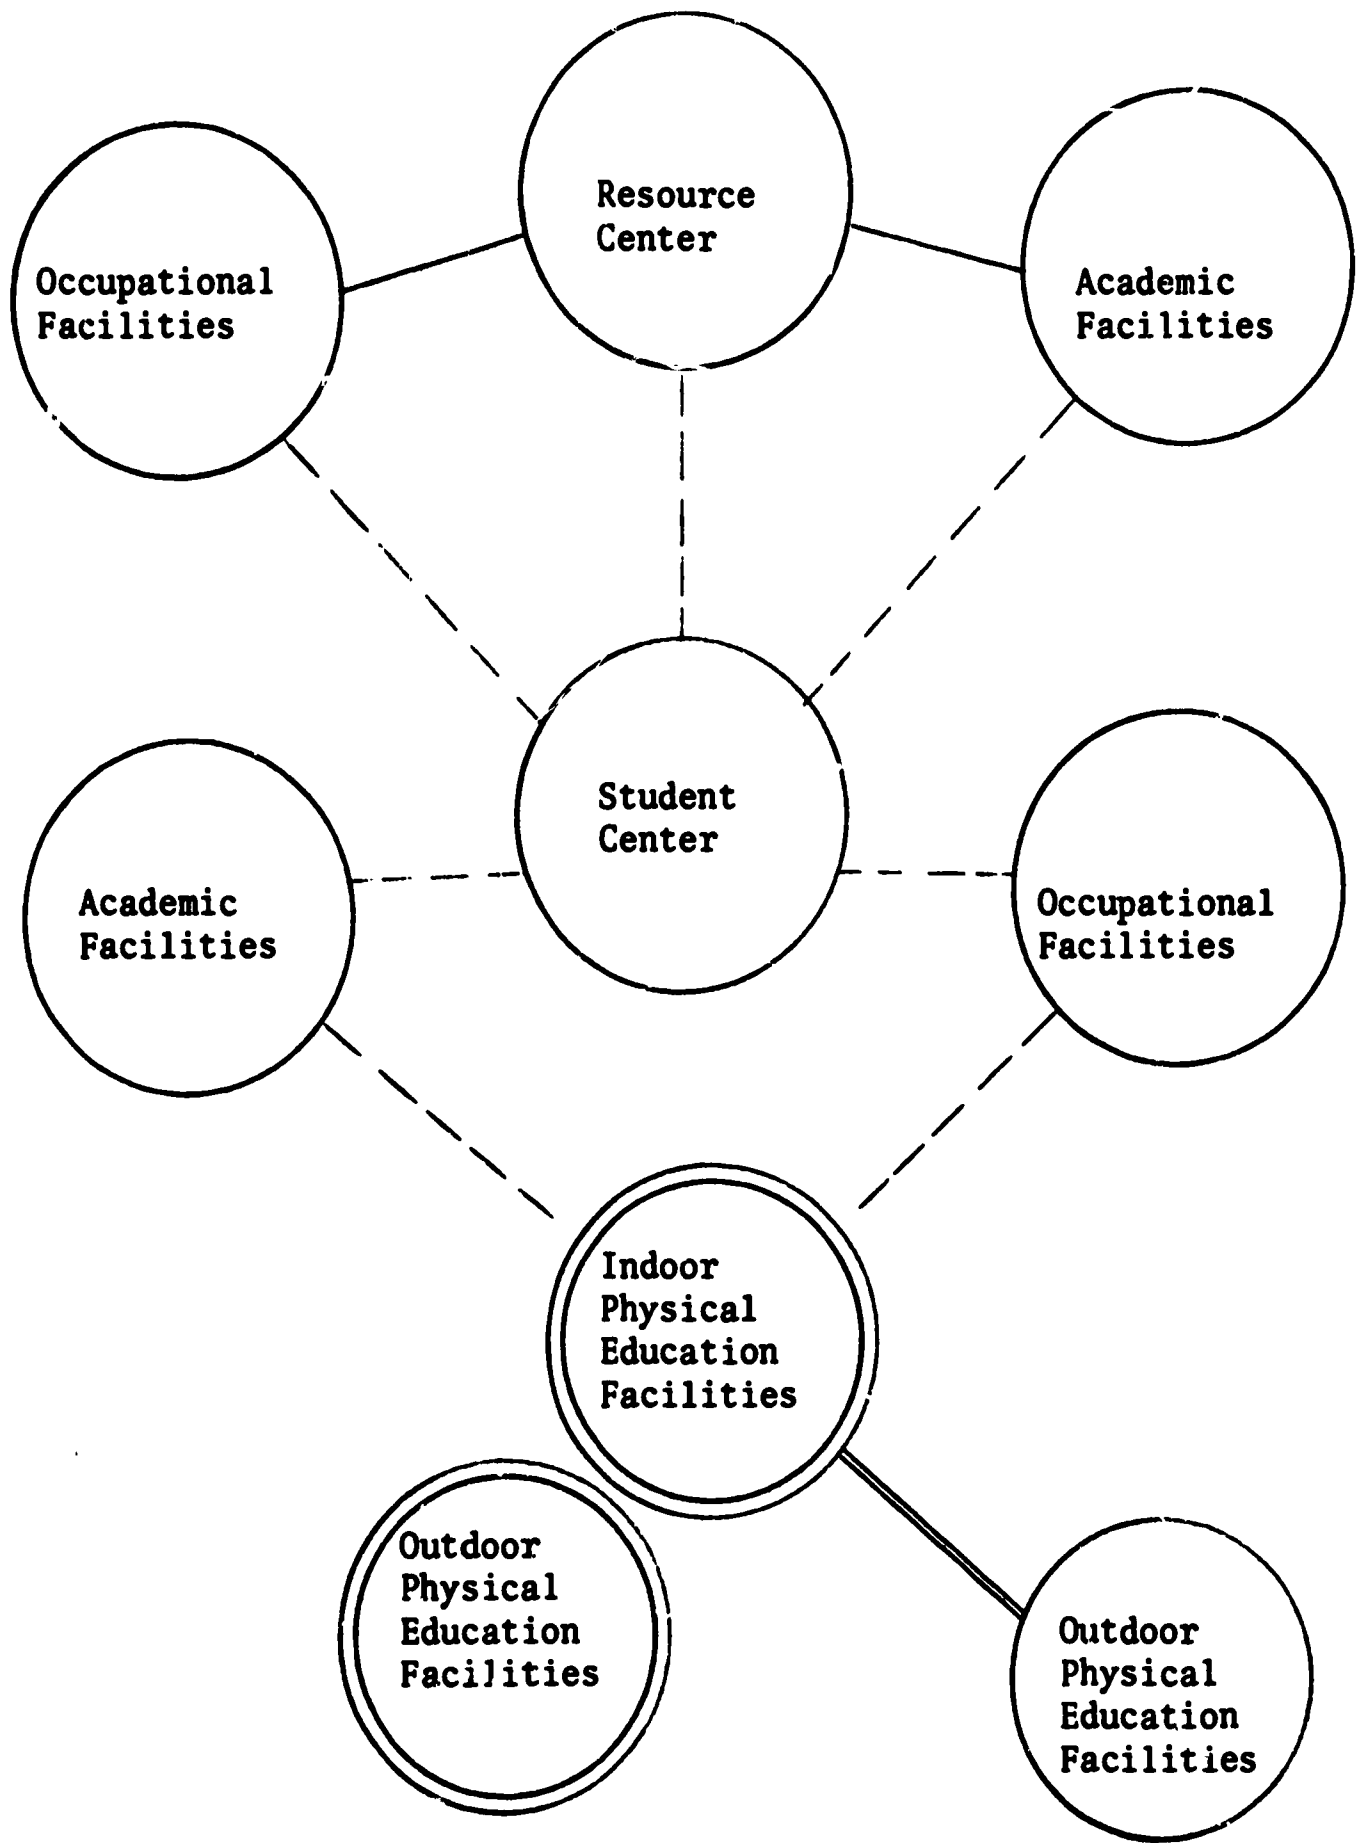 Resource
Center
Occupational
Facilities
Academic
Facilities
Student
Center
Academic
Facilities
Occupational
Facilities
Indoor
Physical
Education
Facilities
Outdoor
Physical
Education
Facilities
Outdoor
Physical
Education
Facilities